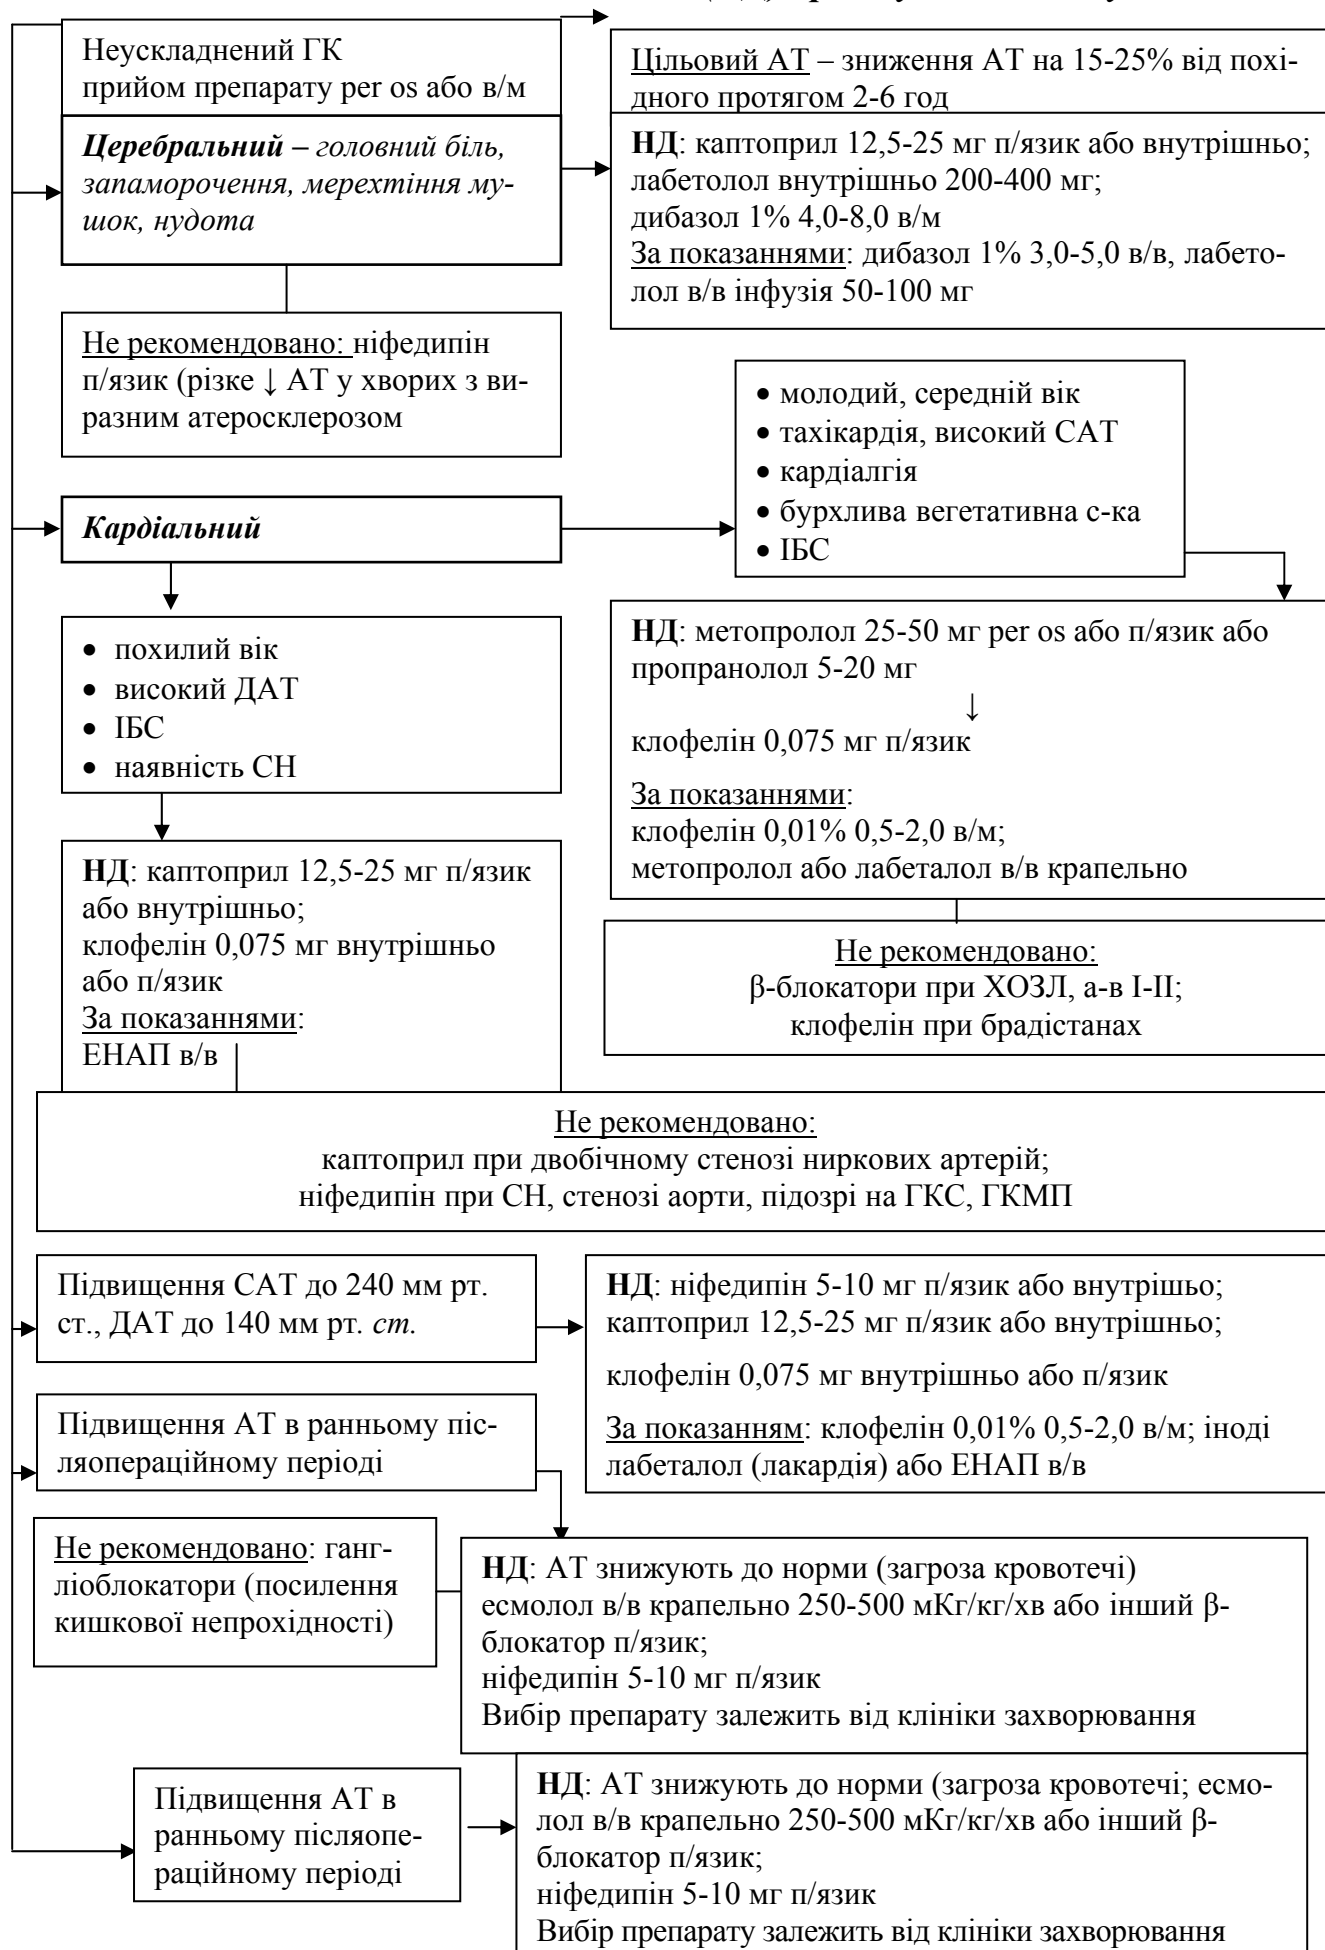 Неускладнений ГК
прийом препарату per os або в/м
Цільовий АТ – зниження АТ на 15-25% від похі-
дного протягом 2-6 год
Церебральний – головний біль,
запаморочення, мерехтіння му-
шок, нудота
НД: каптоприл 12,5-25 мг п/язик або внутрішньо;
лабетолол внутрішньо 200-400 мг;
дибазол 1% 4,0-8,0 в/м
За показаннями: дибазол 1% 3,0-5,0 в/в, лабето-
лол в/в інфузія 50-100 мг
Не рекомендовано: ніфедипін
п/язик (різке ↓ АТ у хворих з ви-
разним атеросклерозом
• молодий, середній вік
• тахікардія, високий САТ
• кардіалгія
• бурхлива вегетативна с-ка
• ІБС
Кардіальний
• похилий вік
• високий ДАТ
• ІБС
• наявність СН
НД: метопролол 25-50 мг per os або п/язик або
пропранолол 5-20 мг
↓
клофелін 0,075 мг п/язик
За показаннями:
клофелін 0,01% 0,5-2,0 в/м;
метопролол або лабеталол в/в крапельно
НД: каптоприл 12,5-25 мг п/язик
або внутрішньо;
клофелін 0,075 мг внутрішньо
або п/язик
За показаннями:
ЕНАП в/в
Не рекомендовано:
β-блокатори при ХОЗЛ, а-в І-ІІ;
клофелін при брадістанах
Не рекомендовано:
каптоприл при двобічному стенозі ниркових артерій;
ніфедипін при СН, стенозі аорти, підозрі на ГКС, ГКМП
Підвищення САТ до 240 мм рт.
ст., ДАТ до 140 мм рт. ст.
НД: ніфедипін 5-10 мг п/язик або внутрішьо;
каптоприл 12,5-25 мг п/язик або внутрішньо;
клофелін 0,075 мг внутрішньо або п/язик
За показанням: клофелін 0,01% 0,5-2,0 в/м; іноді
лабеталол (лакардія) або ЕНАП в/в
Підвищення АТ в ранньому піс-
ляопераційному періоді
Не рекомендовано: ганг-
ліоблокатори (посилення
кишкової непрохідності)
НД: АТ знижують до норми (загроза кровотечі)
есмолол в/в крапельно 250-500 мКг/кг/хв або інший β-
блокатор п/язик;
ніфедипін 5-10 мг п/язик
Вибір препарату залежить від клініки захворювання
Підвищення АТ в
ранньому післяопе-
раційному періоді
НД: АТ знижують до норми (загроза кровотечі; есмо-
лол в/в крапельно 250-500 мКг/кг/хв або інший β-
блокатор п/язик;
ніфедипін 5-10 мг п/язик
Вибір препарату залежить від клініки захворювання